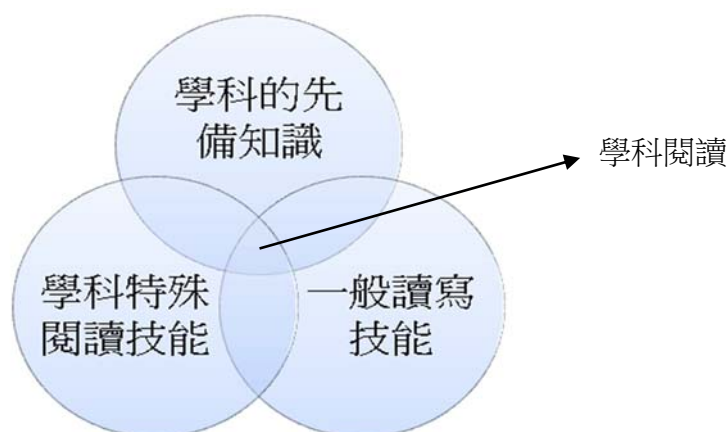 學科的先
備知識
學科閱讀
學科特殊
閱讀技能
一般讀寫
技能